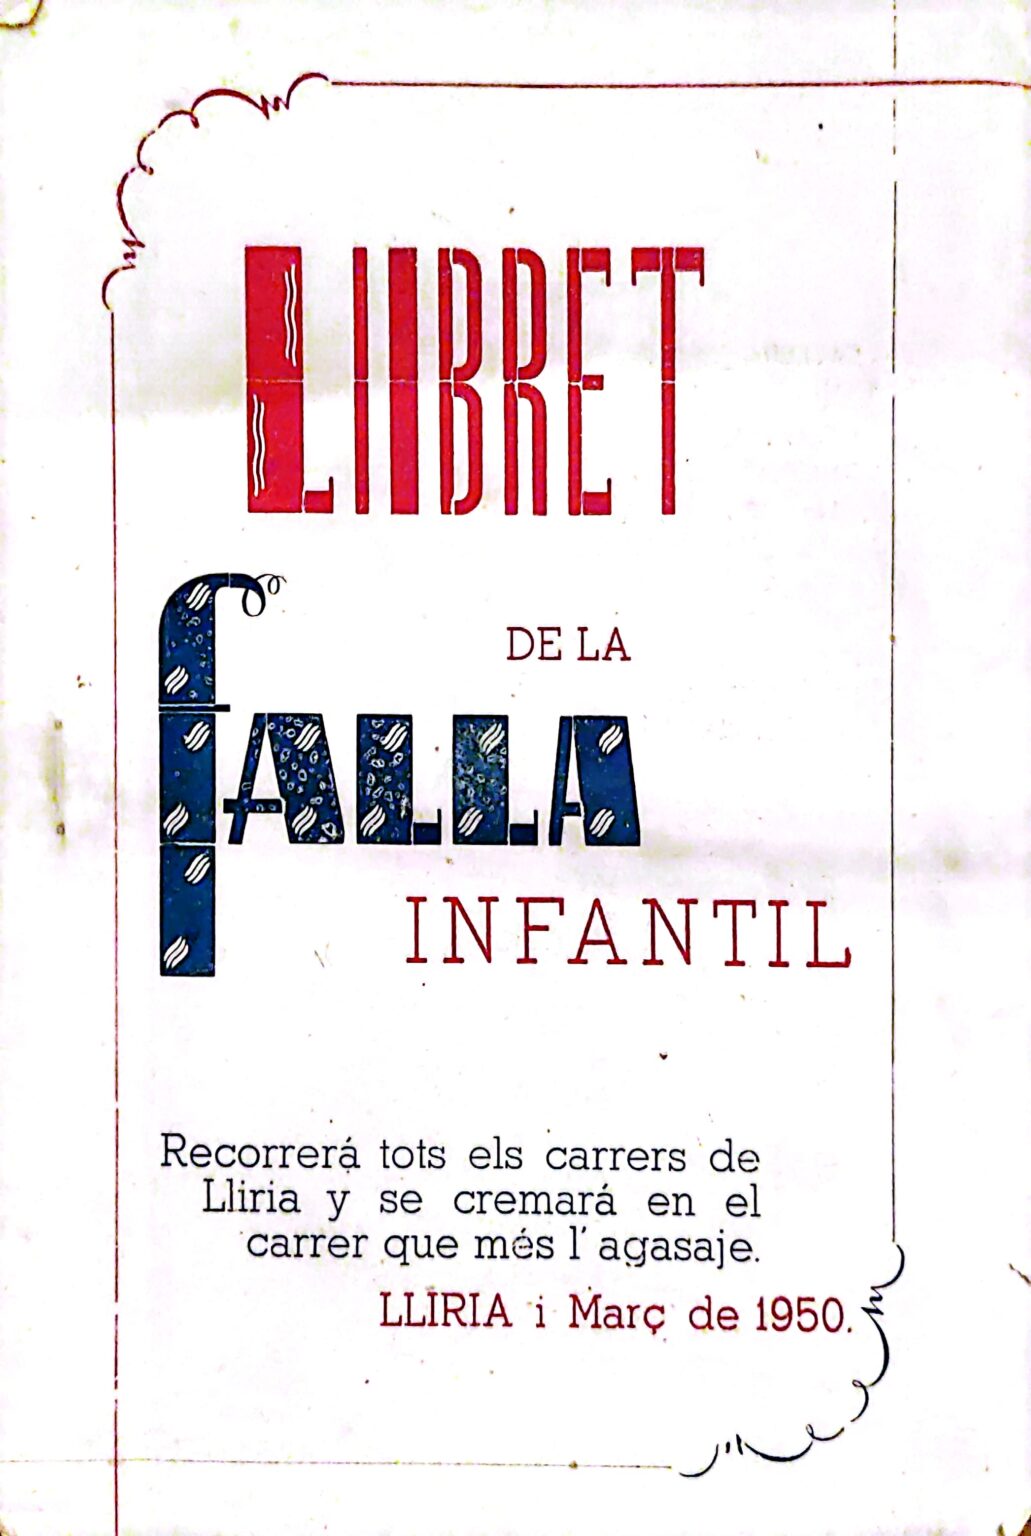 LLIBRET
DE LA
fALLA
INFANTIL
Recorrerá tots els carrers de
Lliria y se cremará en el
carrer que més l' agasaje.
LLIRIA i Març de 1950.